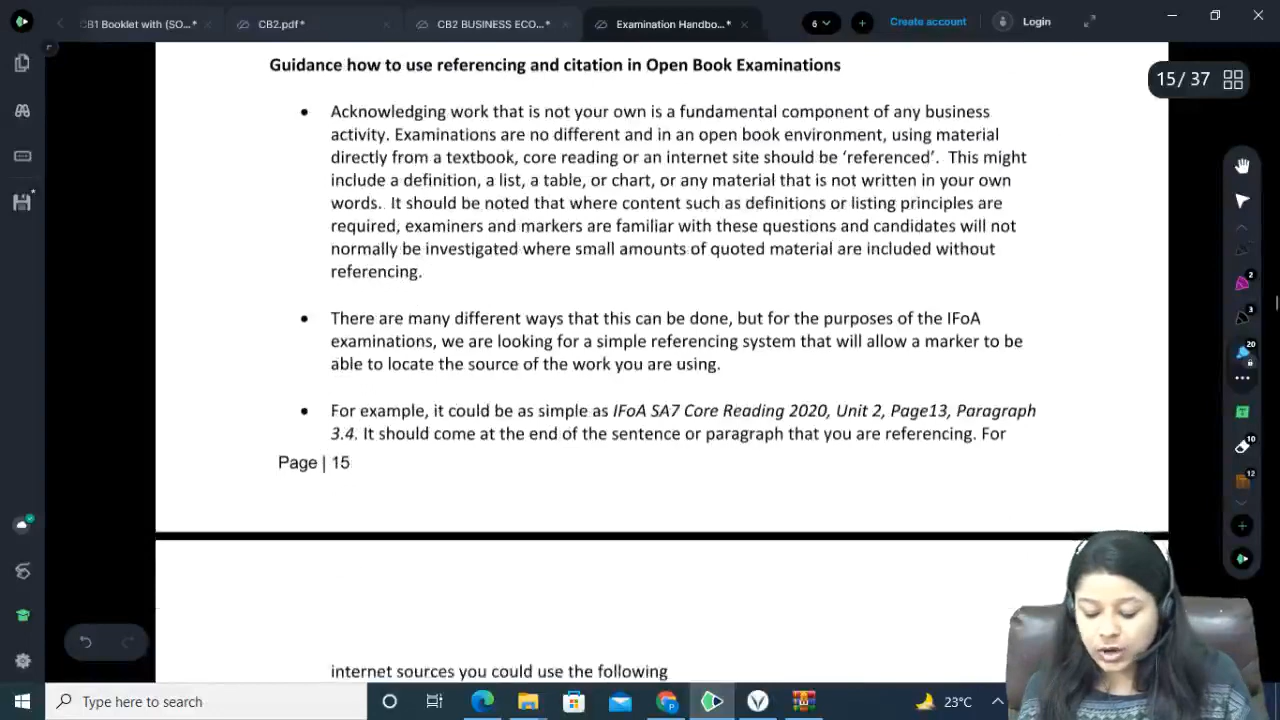 CB1 Booklet with (SO...*
CB2.pdf*
CB2 BUSINESS ECO...*
Examination Handbo...*
6
Create account
Login
15/ 37
Guidance how to use referencing and citation in Open Book Examinations
• Acknowledging work that is not your own is a fundamental component of any business
activity. Examinations are no different and in an open book environment, using material
directly from a textbook, core reading or an internet site should be ‘referenced’. This might
include a definition, a list, a table, or chart, or any material that is not written in your own
words. It should be noted that where content such as definitions or listing principles are
required, examiners and markers are familiar with these questions and candidates will not
normally be investigated where small amounts of quoted material are included without
referencing.
• There are many different ways that this can be done, but for the purposes of the IFoA
examinations, we are looking for a simple referencing system that will allow a marker to be
able to locate the source of the work you are using.
• For example, it could be as simple as IFoA SA7 Core Reading 2020, Unit 2, Page13, Paragraph
3.4. It should come at the end of the sentence or paragraph that you are referencing. For
Page | 15
internet sources you could use the following
2
3
20
10
12
Type here to search
23°C